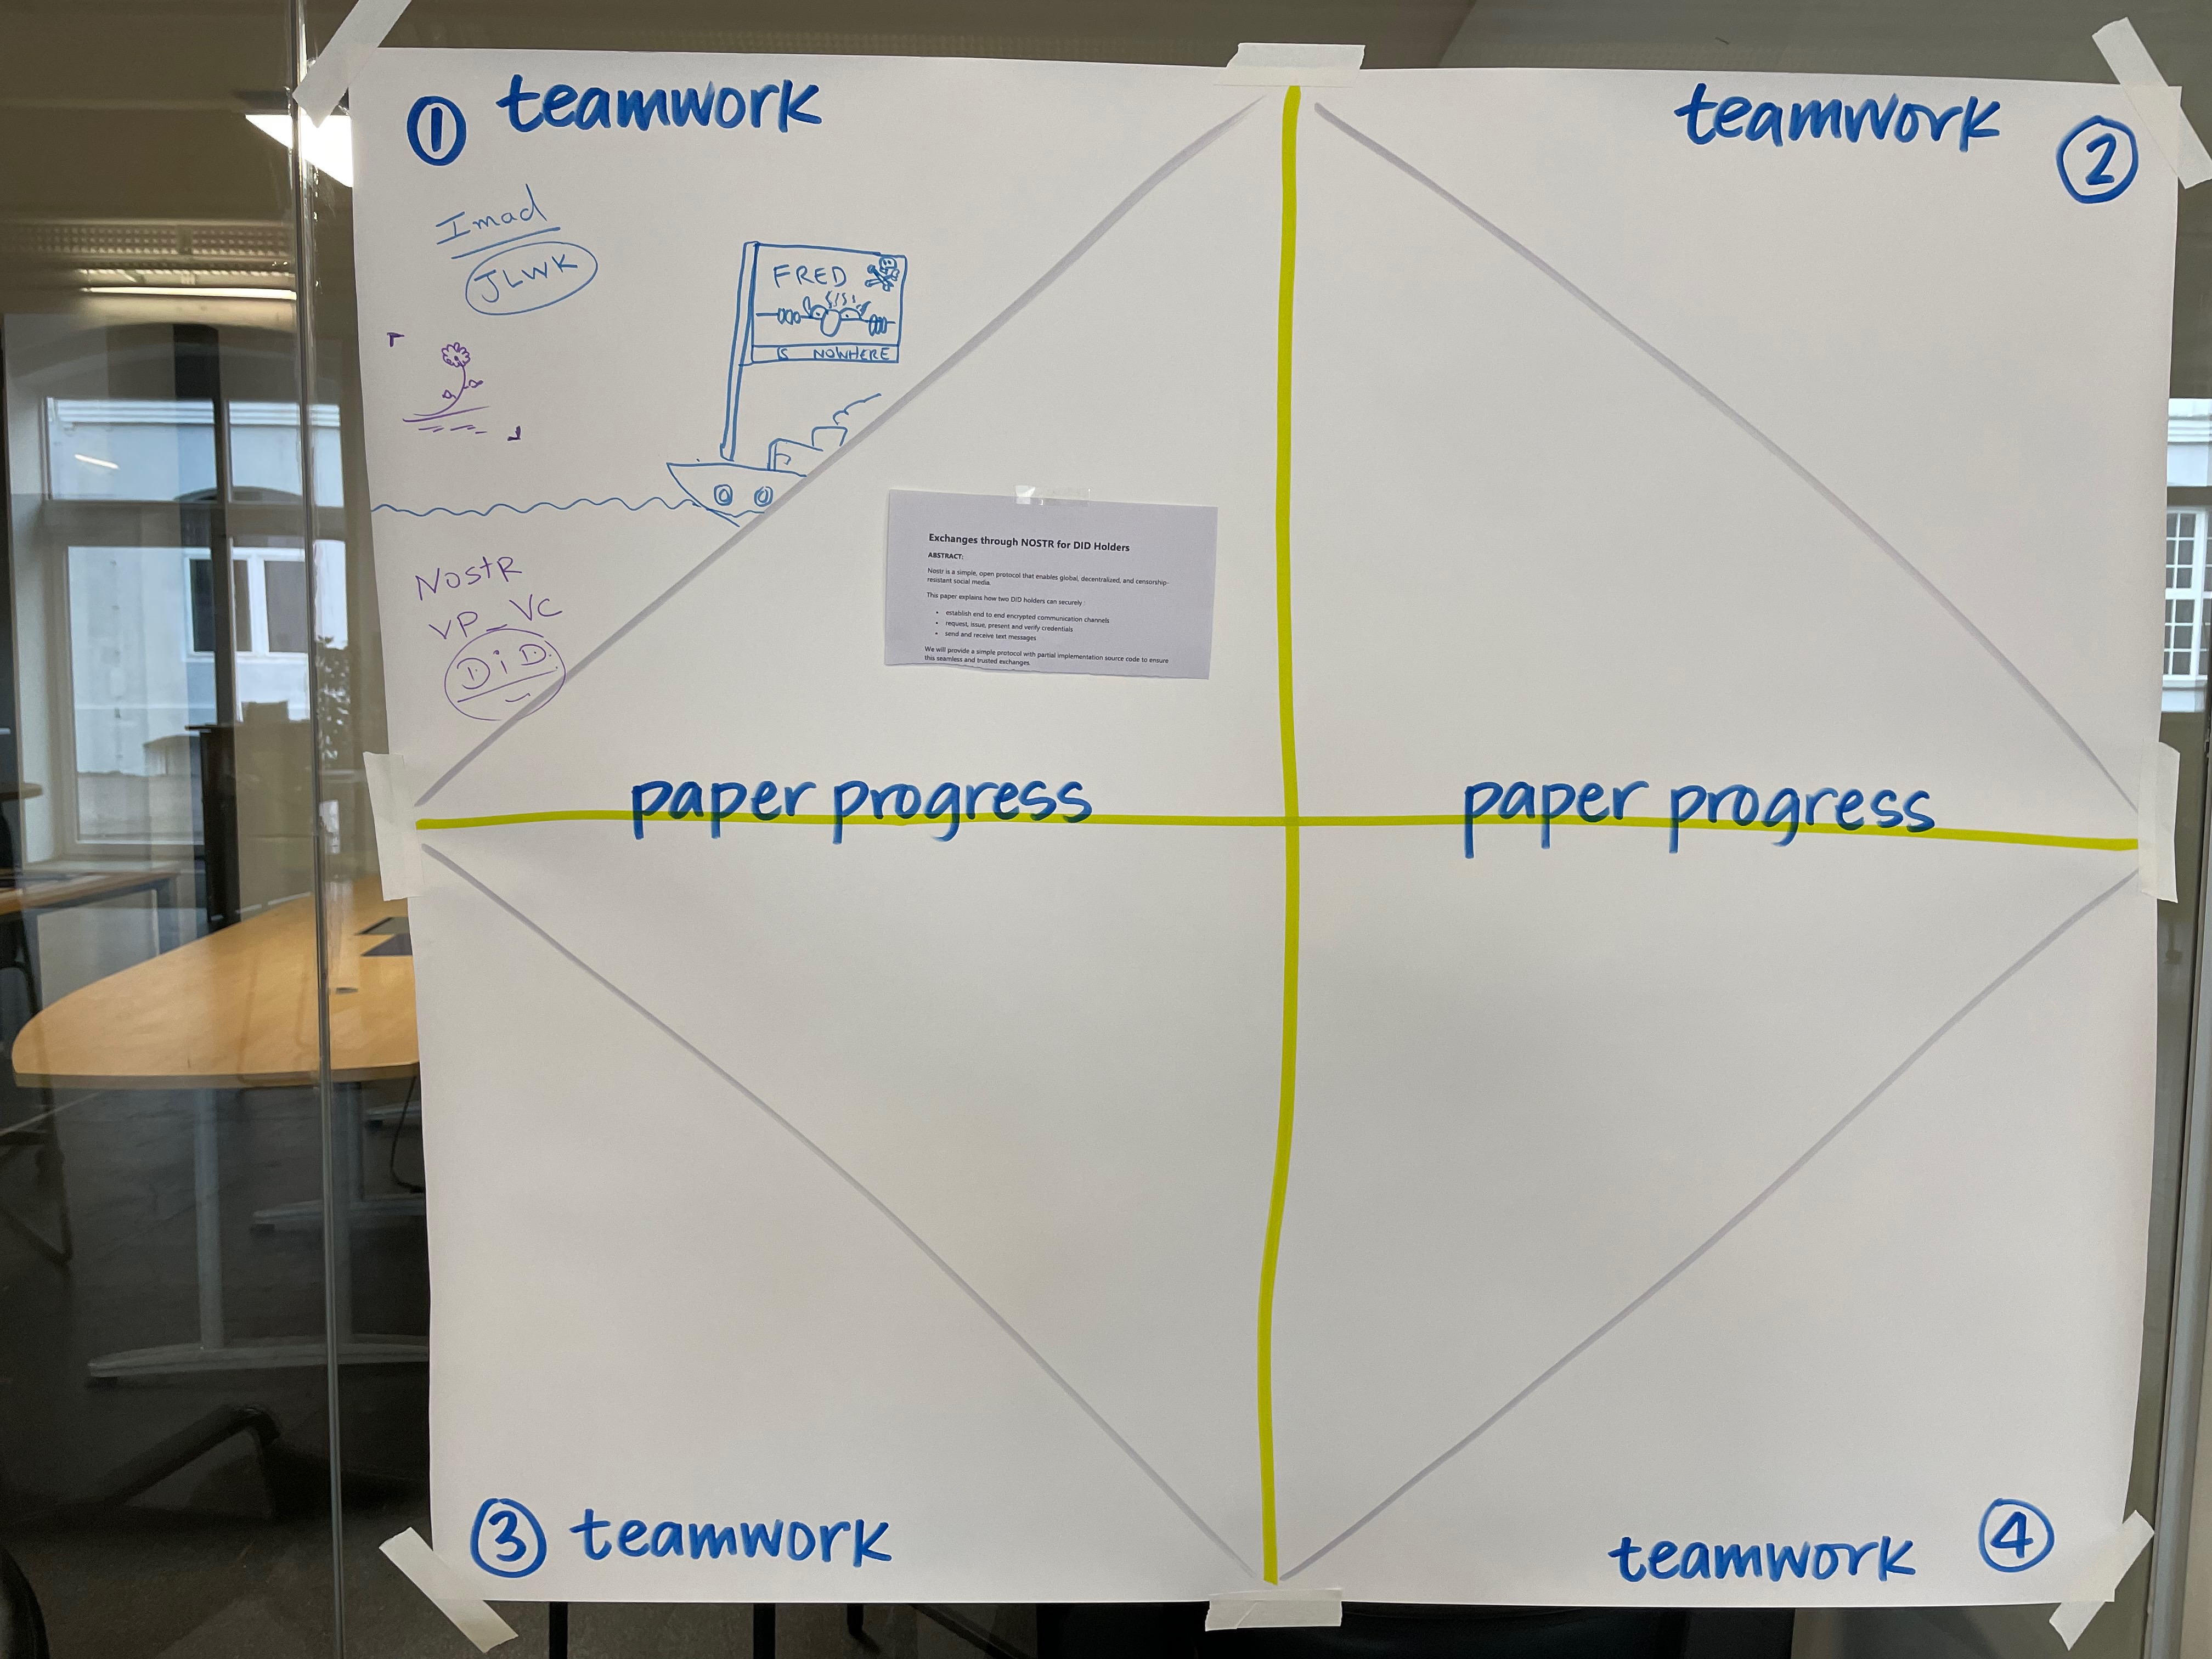 ① teamwork
teamwork ②
Imad
JLWK
FRED
IS NOWHERE
NostR
VP_VC
DiD
Exchanges through NOSTR for DID Holders
ABSTRACT:
Nostr is a simple, open protocol that enables global, decentralized, and censorship-
resistant social media.
This paper explains how two DID holders can securely :
• establish end to end encrypted communication channels
• request, issue, present and verify credentials
• send and receive text messages
We will provide a simple protocol with partial implementation source code to ensure
this seamless and trusted exchanges.
paper progress
paper progress
③ teamwork
teamwork ④